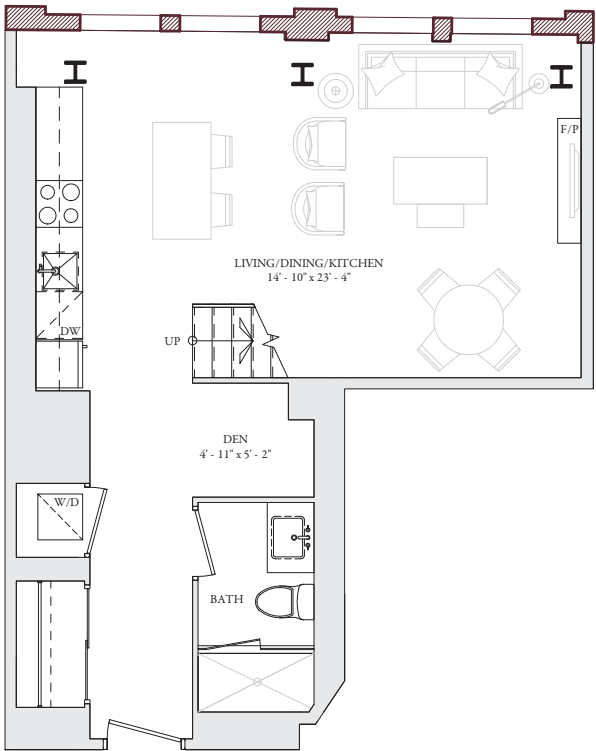 F/P
LIVING/DINING/KITCHEN
14' - 10" x 23' - 4"
DW
UP
DEN
4' - 11" x 5' - 2"
W/D
BATH